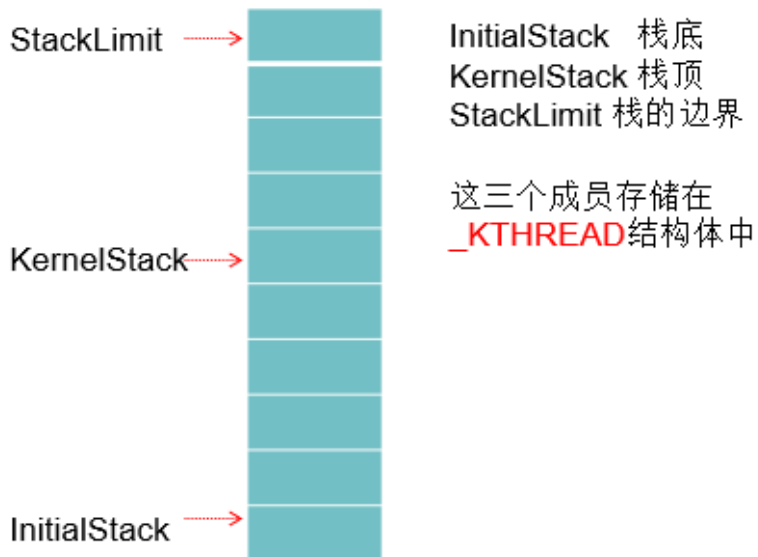 StackLimit
KernelStack
InitialStack
InitialStack 栈底
KernelStack 栈顶
StackLimit 栈的边界
这三个成员存储在
_KTHREAD结构体中